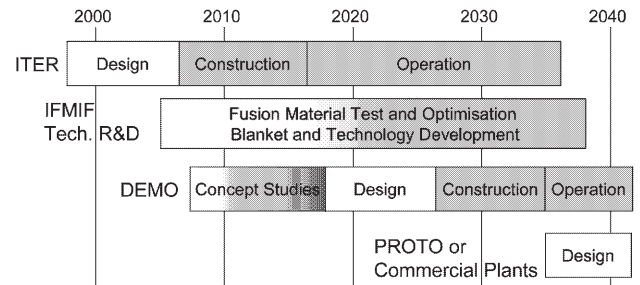 2000 2010 2020 2030 2040
ITER Design Construction Operation
IFMIF Fusion Material Test and Optimisation
Tech. R&D Blanket and Technology Development
DEMO Concept Studies Design Construction Operation
PROTO or
Commercial Plants Design